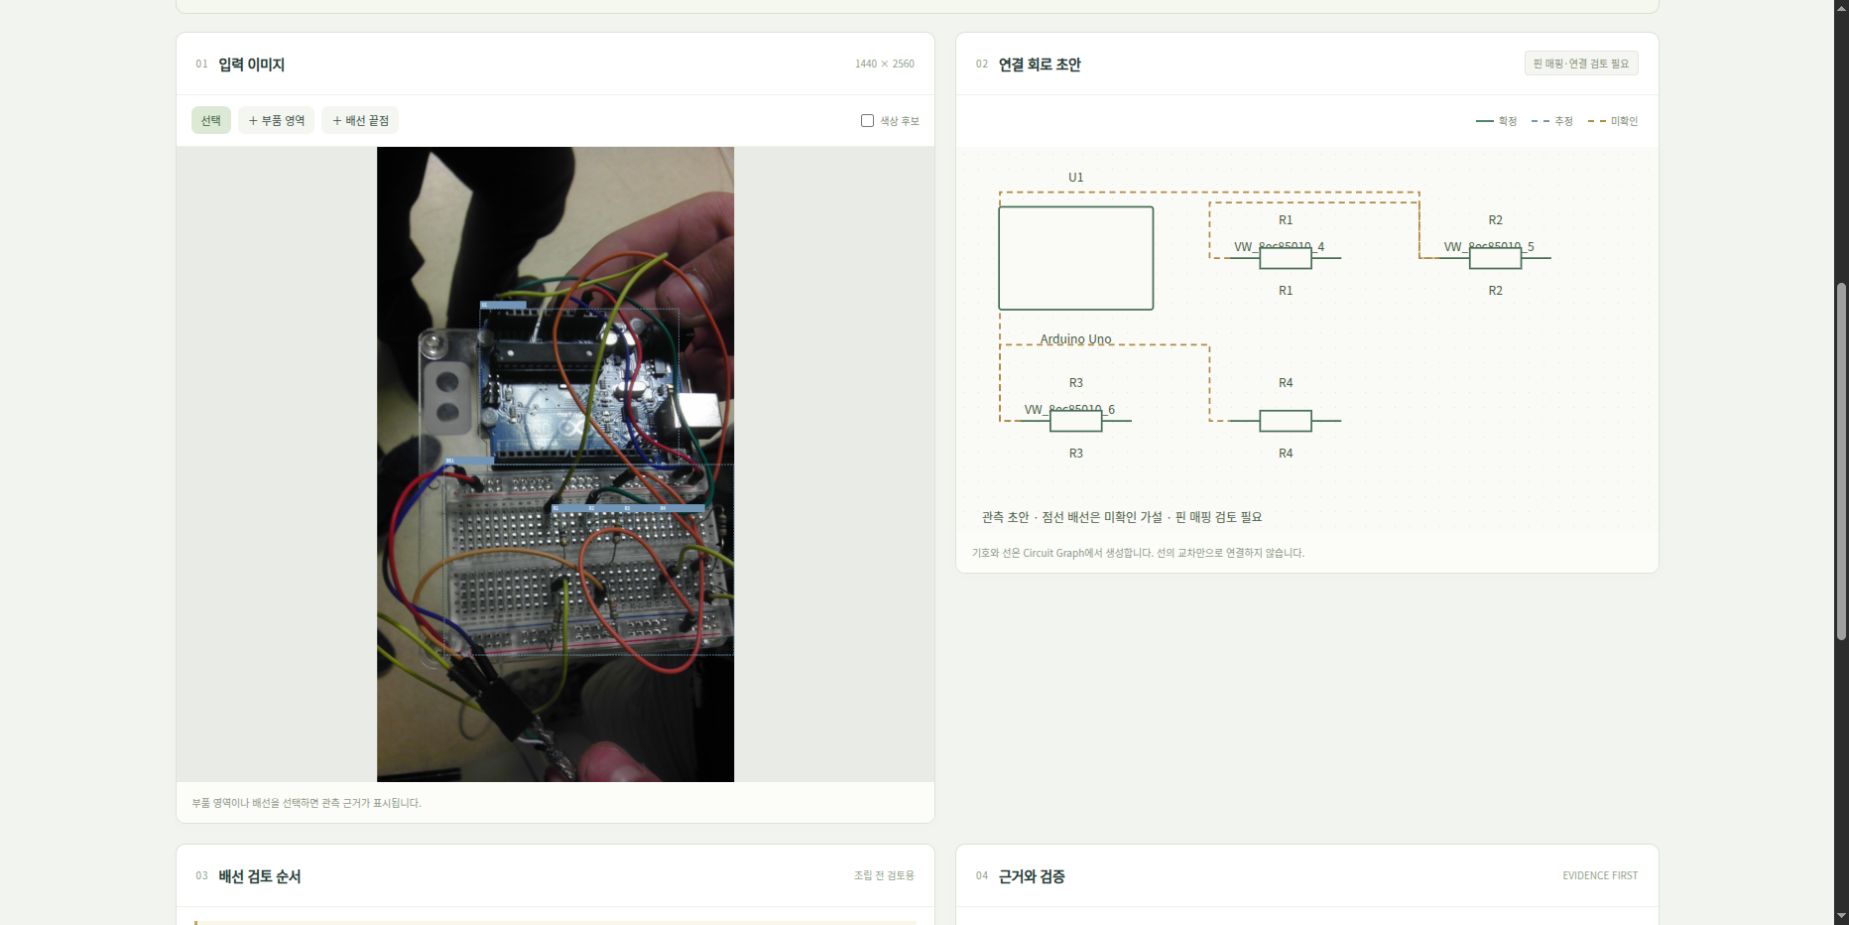 01 입력 이미지 1440 × 2560
선택 + 부품 영역 + 배선 끝점 색상 후보
부품 영역이나 배선을 선택하면 관측 근거가 표시됩니다.
02 연결 회로 초안 핀 매핑·연결 검토 필요
확정 추정 미확인
U1
R1 R2
VW_8ec85010_4 VW_8ec85010_5
R1 R2
Arduino Uno
R3 R4
VW_8ec85010_6
R3 R4
관측 초안 · 점선 배선은 미확인 가설 · 핀 매핑 검토 필요
기호와 선은 Circuit Graph에서 생성합니다. 선의 교차만으로 연결하지 않습니다.
03 배선 검토 순서 조립 전 검토용
04 근거와 검증 EVIDENCE FIRST